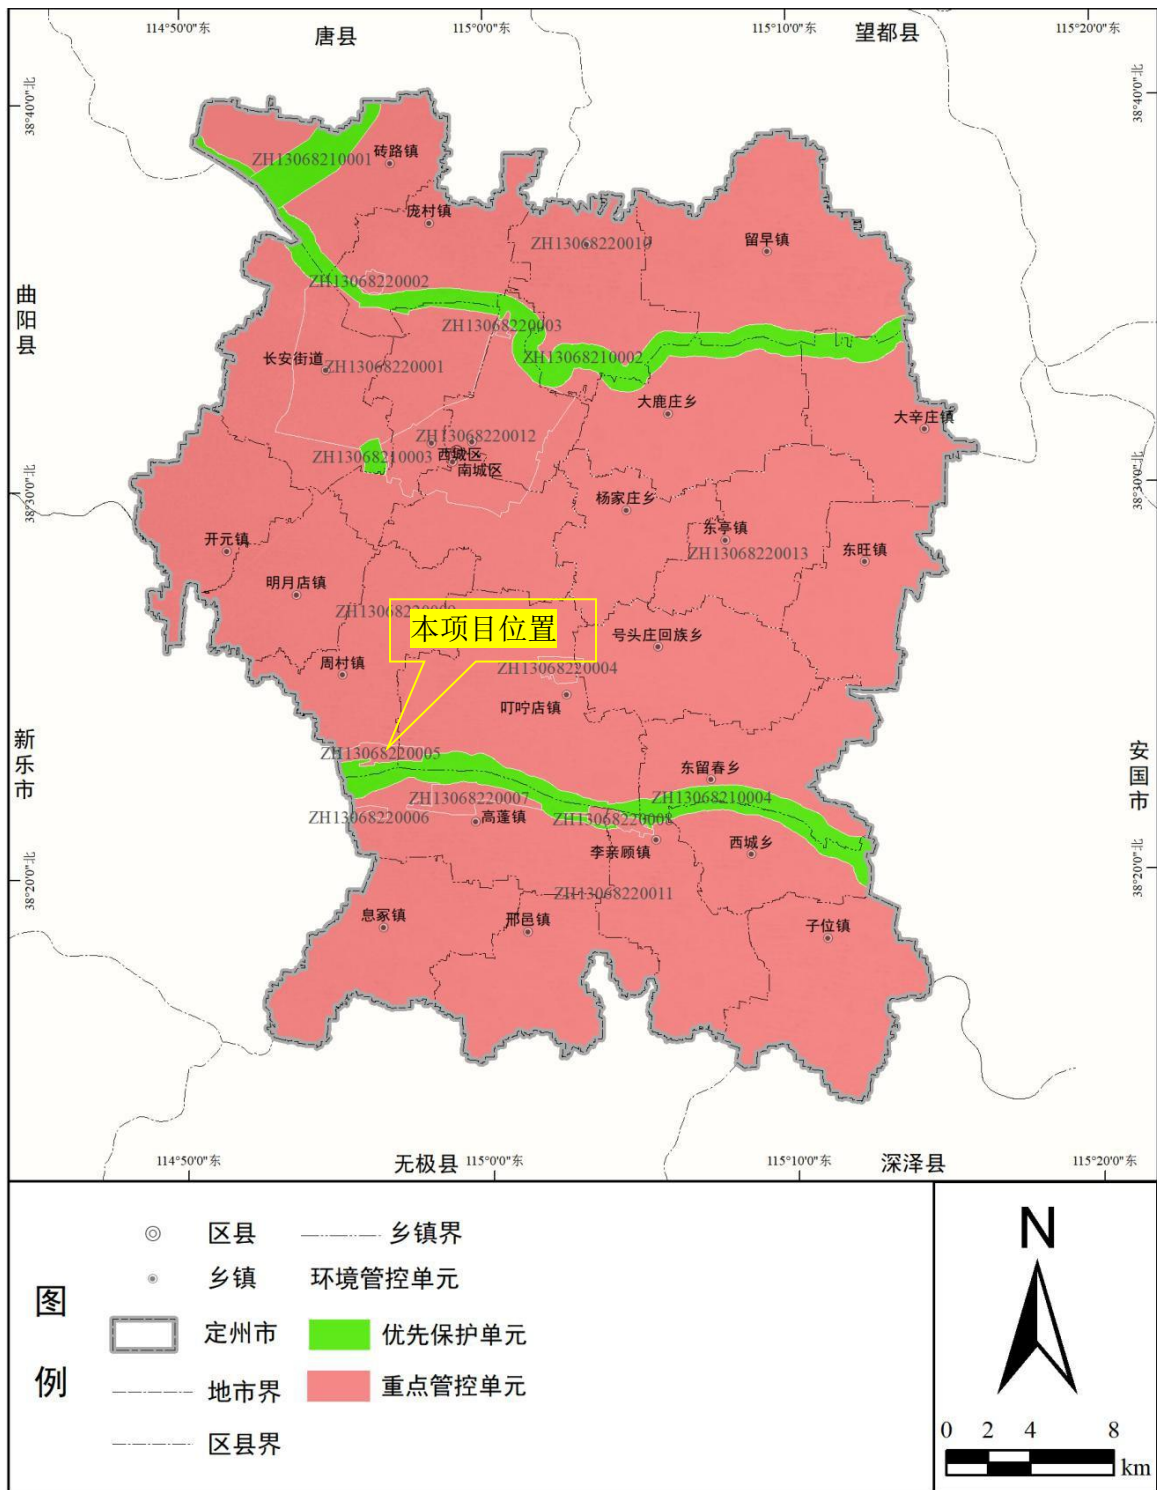 114°50'0"东
唐县
115°0'0"东
115°10'0"东
望都县
115°20'0"东
38°40'0"北
38°40'0"北
ZH13068210001
砖路镇
庞村镇
ZH13068220010
留早镇
曲阳县
ZH13068220002
ZH13068220003
长安街道
ZH13068220001
ZH13068210002
大鹿庄乡
大辛庄镇
ZH13068220012
ZH13068210003
西城区
南城区
38°30'0"北
38°30'0"北
杨家庄乡
东亭镇
开元镇
ZH13068220013
东旺镇
明月店镇
本项目位置
号头庄回族乡
周村镇
ZH13068220004
叮咛店镇
新乐市
ZH13068220005
安国市
东留春乡
ZH13068220007
ZH13068210004
ZH13068220006
高蓬镇
ZH13068220008
李亲顾镇
西城乡
38°20'0"北
38°20'0"北
ZH13068220011
息冢镇
邢邑镇
子位镇
114°50'0"东
无极县
115°0'0"东
115°10'0"东
深泽县
115°20'0"东
图例
区县
乡镇界
乡镇
环境管控单元
定州市
优先保护单元
地市界
重点管控单元
区县界
N
0 2 4 8
km